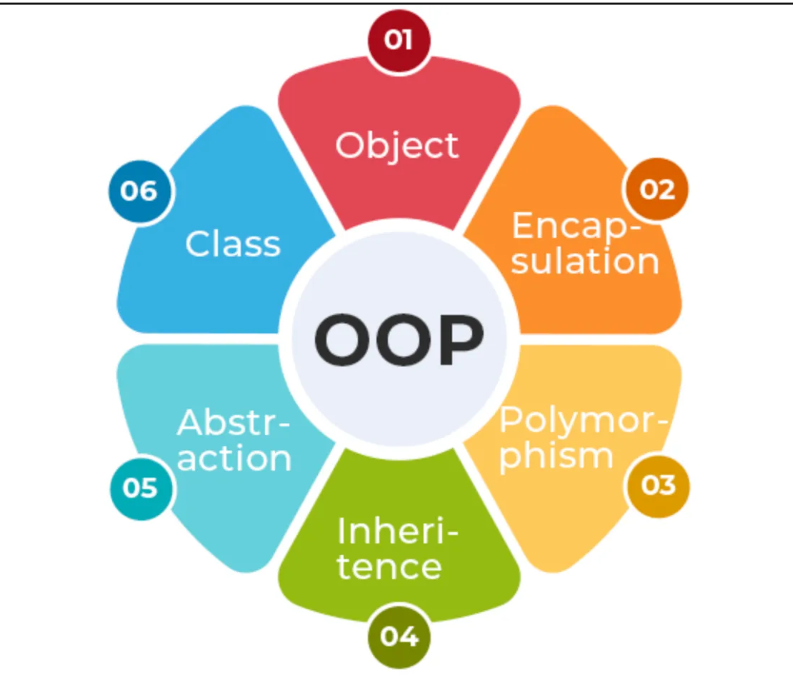 01
Object
02
Encap-
sulation
03
Polymor-
phism
04
Inheri-
tence
05
Abstr-
action
06
Class
OOP